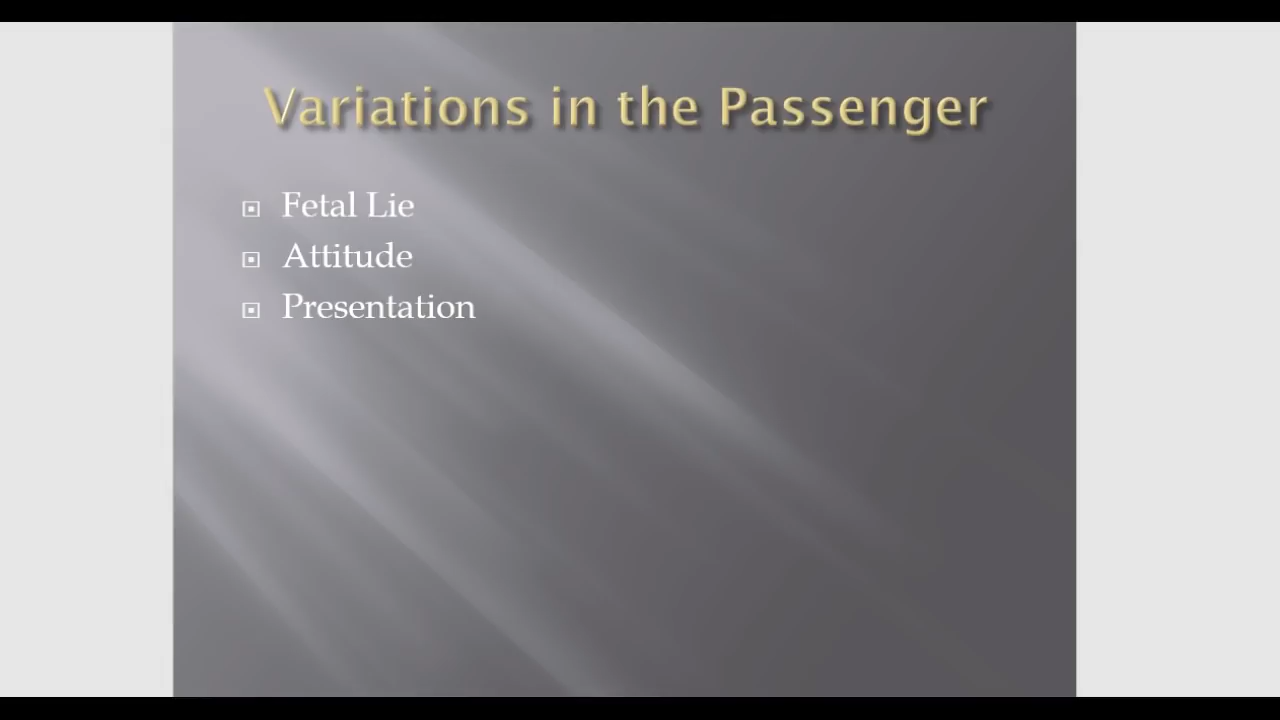 Variations in the Passenger
Fetal Lie
Attitude
Presentation